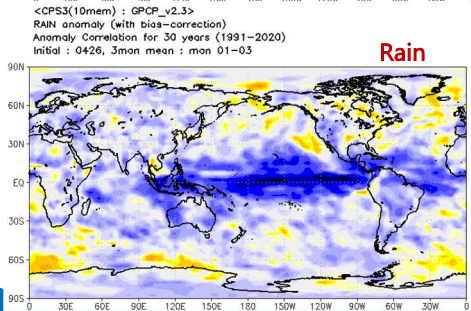 <CPS3(10mem) : GPCP_v2.3>
RAIN anomaly (with bias-correction)
Anomaly Correlation for 30 years (1991-2020)
Initial : 0426, 3mon mean : mon 01-03
Rain
90N
60N
30N
EQ
30S
60S
90S
0 30E 60E 90E 120E 150E 180 150W 120W 90W 60W 30W 0